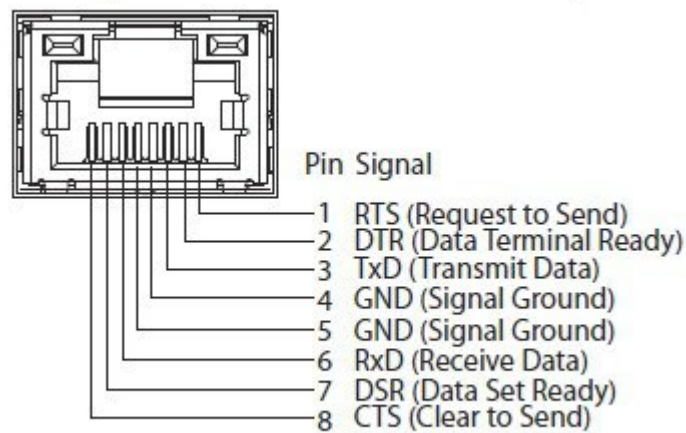 Pin Signal
1 RTS (Request to Send)
2 DTR (Data Terminal Ready)
3 TxD (Transmit Data)
4 GND (Signal Ground)
5 GND (Signal Ground)
6 RxD (Receive Data)
7 DSR (Data Set Ready)
8 CTS (Clear to Send)